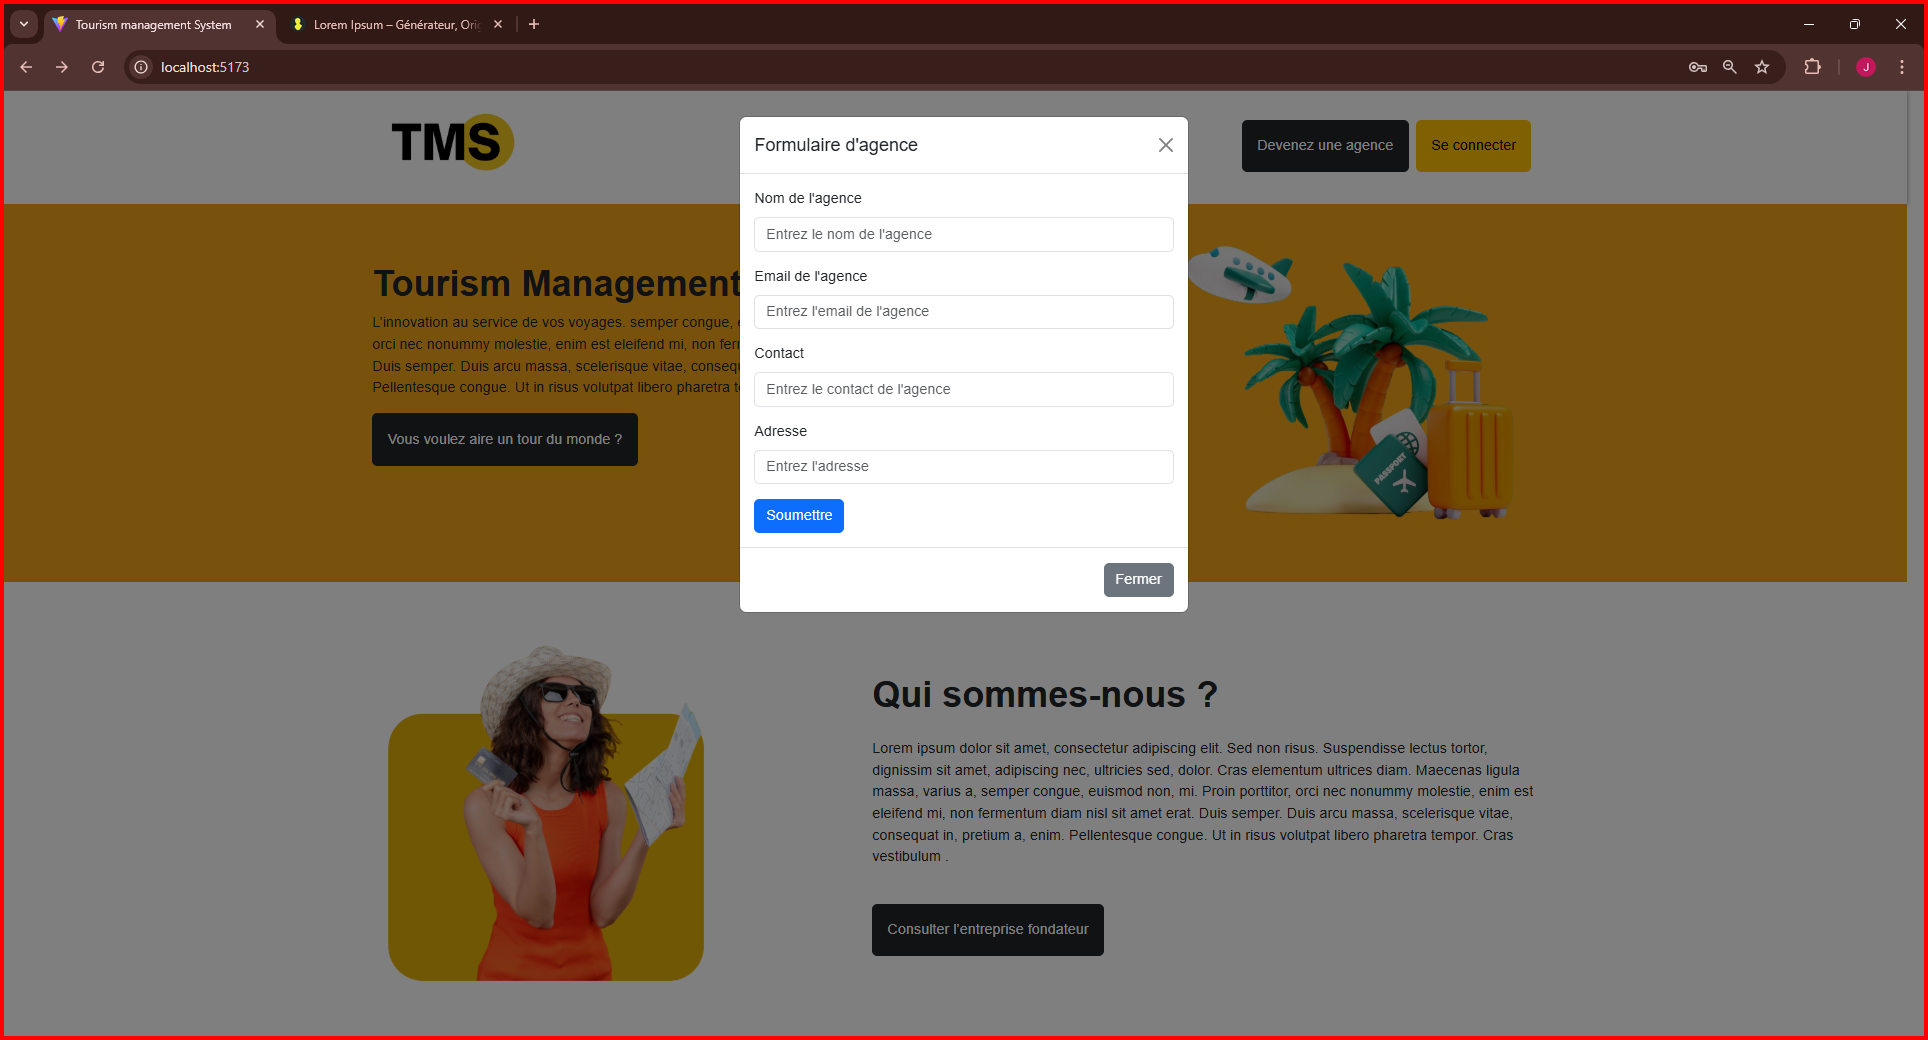 Tourism management System
Lorem Ipsum – Générateur, Ori
localhost:5173
J
TMS
Devenez une agence
Se connecter
Formulaire d'agence
Nom de l'agence
Entrez le nom de l'agence
Email de l'agence
Entrez l'email de l'agence
Contact
Entrez le contact de l'agence
Adresse
Entrez l'adresse
Soumettre
Fermer
Tourism Management
L'innovation au service de vos voyages. semper congue,
orci nec nonummy molestie, enim est eleifend mi, non
Duis semper. Duis arcu massa, scelerisque vitae,
Pellentesque congue. Ut in risus volutpat libero pharetra
Vous voulez aire un tour du monde ?
PASSPORT
Qui sommes-nous ?
Lorem ipsum dolor sit amet, consectetur adipiscing elit. Sed non risus. Suspendisse lectus tortor,
dignissim sit amet, adipiscing nec, ultricies sed, dolor. Cras elementum ultrices diam. Maecenas ligula
massa, varius a, semper congue, euismod non, mi. Proin porttitor, orci nec nonummy molestie, enim est
eleifend mi, non fermentum diam nisl sit amet erat. Duis semper. Duis arcu massa, scelerisque vitae,
consequat in, pretium a, enim. Pellentesque congue. Ut in risus volutpat libero pharetra tempor. Cras
vestibulum .
Consulter l'entreprise fondateur